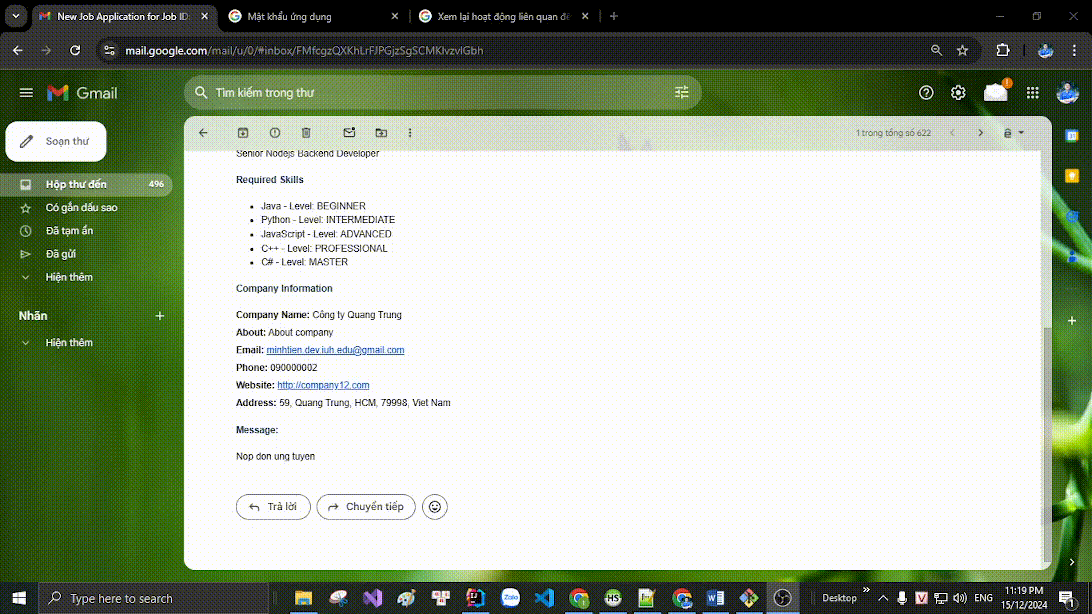 New Job Application for Job ID:
Mật khẩu ứng dụng
Xem lại hoạt động liên quan đế
mail.google.com/mail/u/0/#inbox/FMfcgzQXKhLrFJPGjzSgSCMKlvzvlGbh
Gmail
Tìm kiếm trong thư
Soạn thư
1 trong tổng số 622
Hộp thư đến 496
Có gắn dấu sao
Đã tạm ẩn
Đã gửi
Hiện thêm
Nhãn
Hiện thêm
Senior Nodejs Backend Developer
Required Skills
Java - Level: BEGINNER
Python - Level: INTERMEDIATE
JavaScript - Level: ADVANCED
C++ - Level: PROFESSIONAL
C# - Level: MASTER
Company Information
Company Name: Công ty Quang Trung
About: About company
Email: minhtien.dev.iuh.edu@gmail.com
Phone: 090000002
Website: http://company12.com
Address: 59, Quang Trung, HCM, 79998, Viet Nam
Message:
Nop don ung tuyen
Trả lời
Chuyển tiếp
Type here to search
Zalo
HS
Desktop
V
ENG
11:19 PM
15/12/2024
1